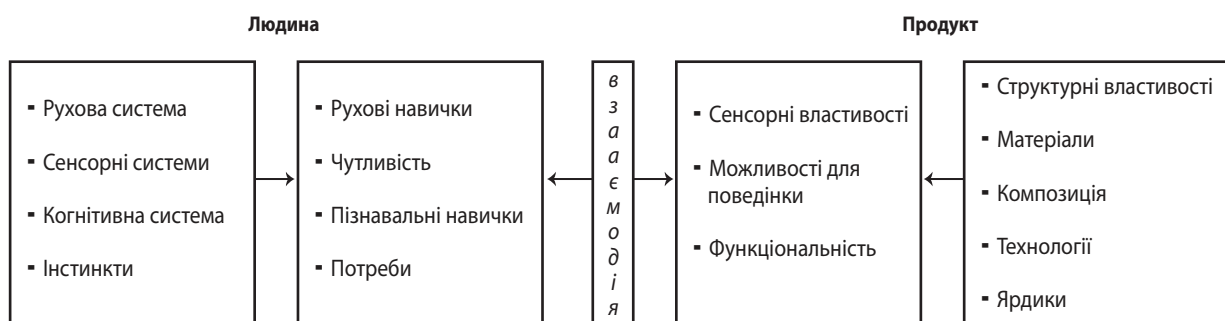 Людина
Продукт
▪ Рухова система
▪ Сенсорні системи
▪ Когнітивна система
▪ Інстинкти
▪ Рухові навички
▪ Чутливість
▪ Пізнавальні навички
▪ Потреби
взааємодія
▪ Сенсорні властивості
▪ Можливості для
поведінки
▪ Функціональність
▪ Структурні властивості
▪ Матеріали
▪ Композиція
▪ Технології
▪ Ярдики